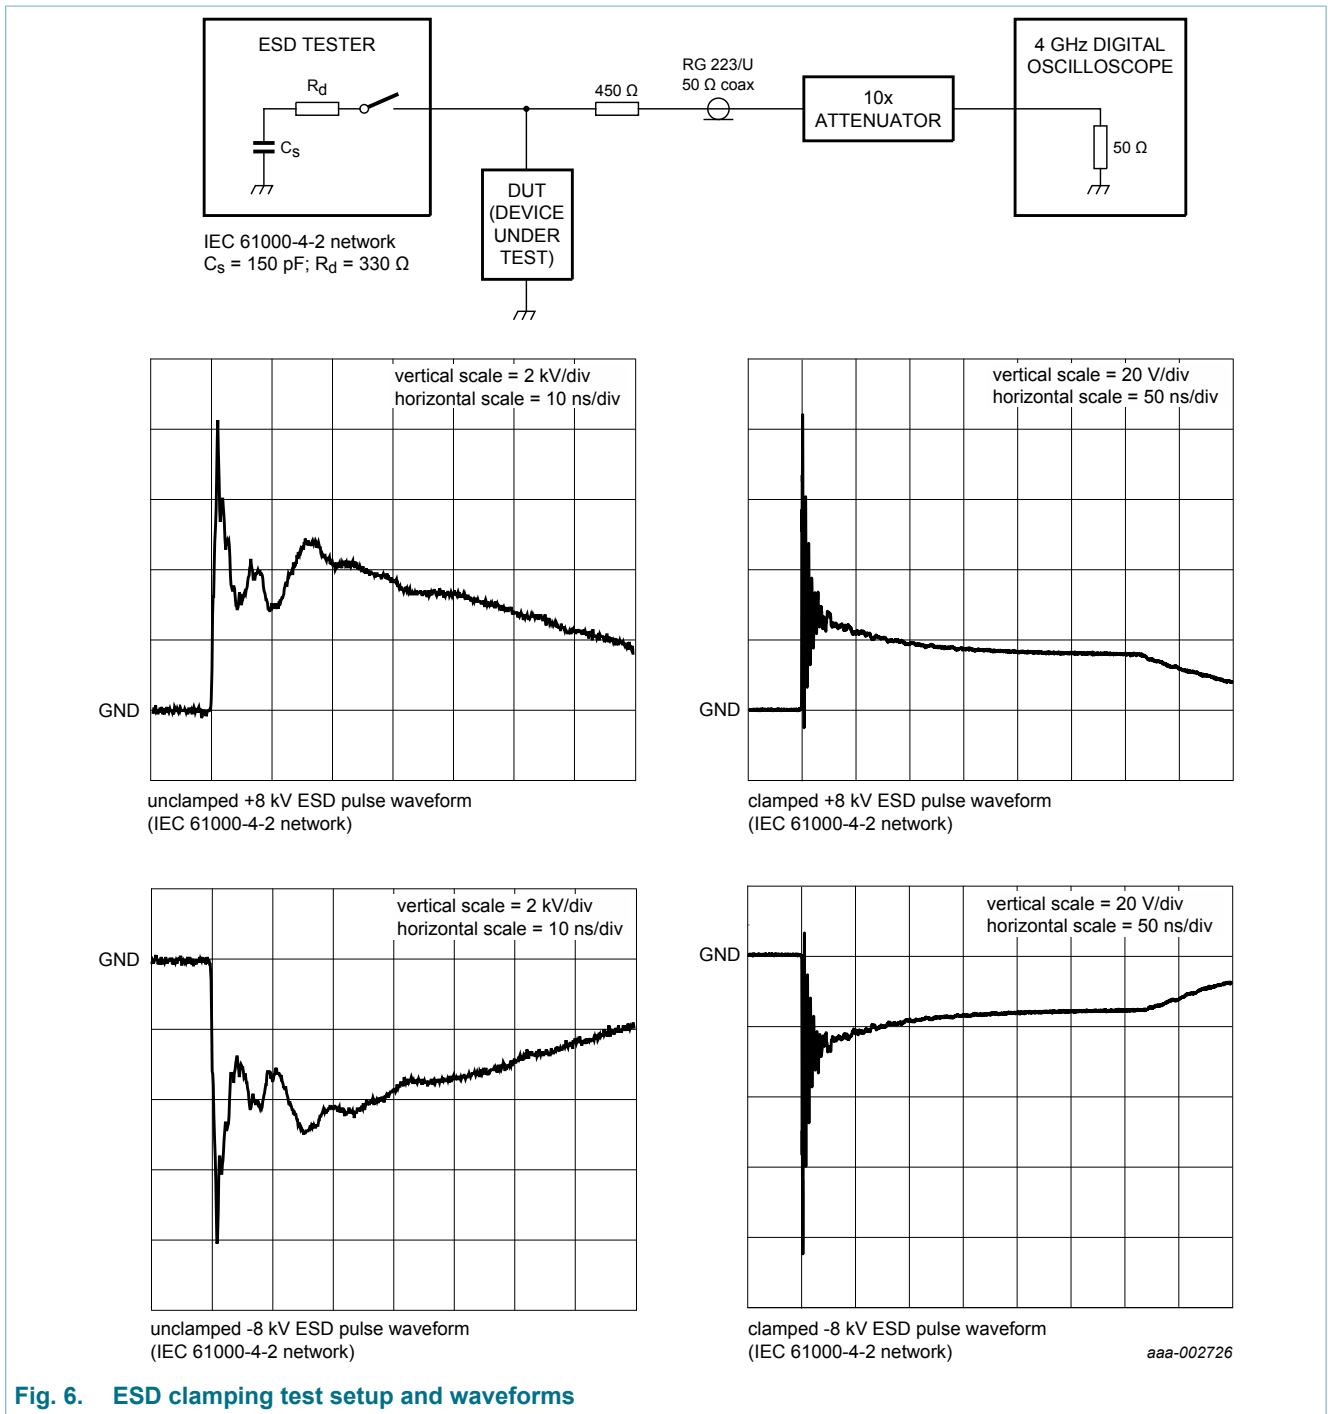 ESD TESTER
Rd
Cs
IEC 61000-4-2 network
Cs = 150 pF; Rd = 330 Ω
DUT
(DEVICE
UNDER
TEST)
450 Ω
RG 223/U
50 Ω coax
10x
ATTENUATOR
4 GHz DIGITAL
OSCILLOSCOPE
50 Ω
vertical scale = 2 kV/div
horizontal scale = 10 ns/div
GND
unclamped +8 kV ESD pulse waveform
(IEC 61000-4-2 network)
vertical scale = 20 V/div
horizontal scale = 50 ns/div
GND
clamped +8 kV ESD pulse waveform
(IEC 61000-4-2 network)
vertical scale = 2 kV/div
horizontal scale = 10 ns/div
GND
unclamped -8 kV ESD pulse waveform
(IEC 61000-4-2 network)
vertical scale = 20 V/div
horizontal scale = 50 ns/div
GND
clamped -8 kV ESD pulse waveform
(IEC 61000-4-2 network)
aaa-002726
Fig. 6. ESD clamping test setup and waveforms